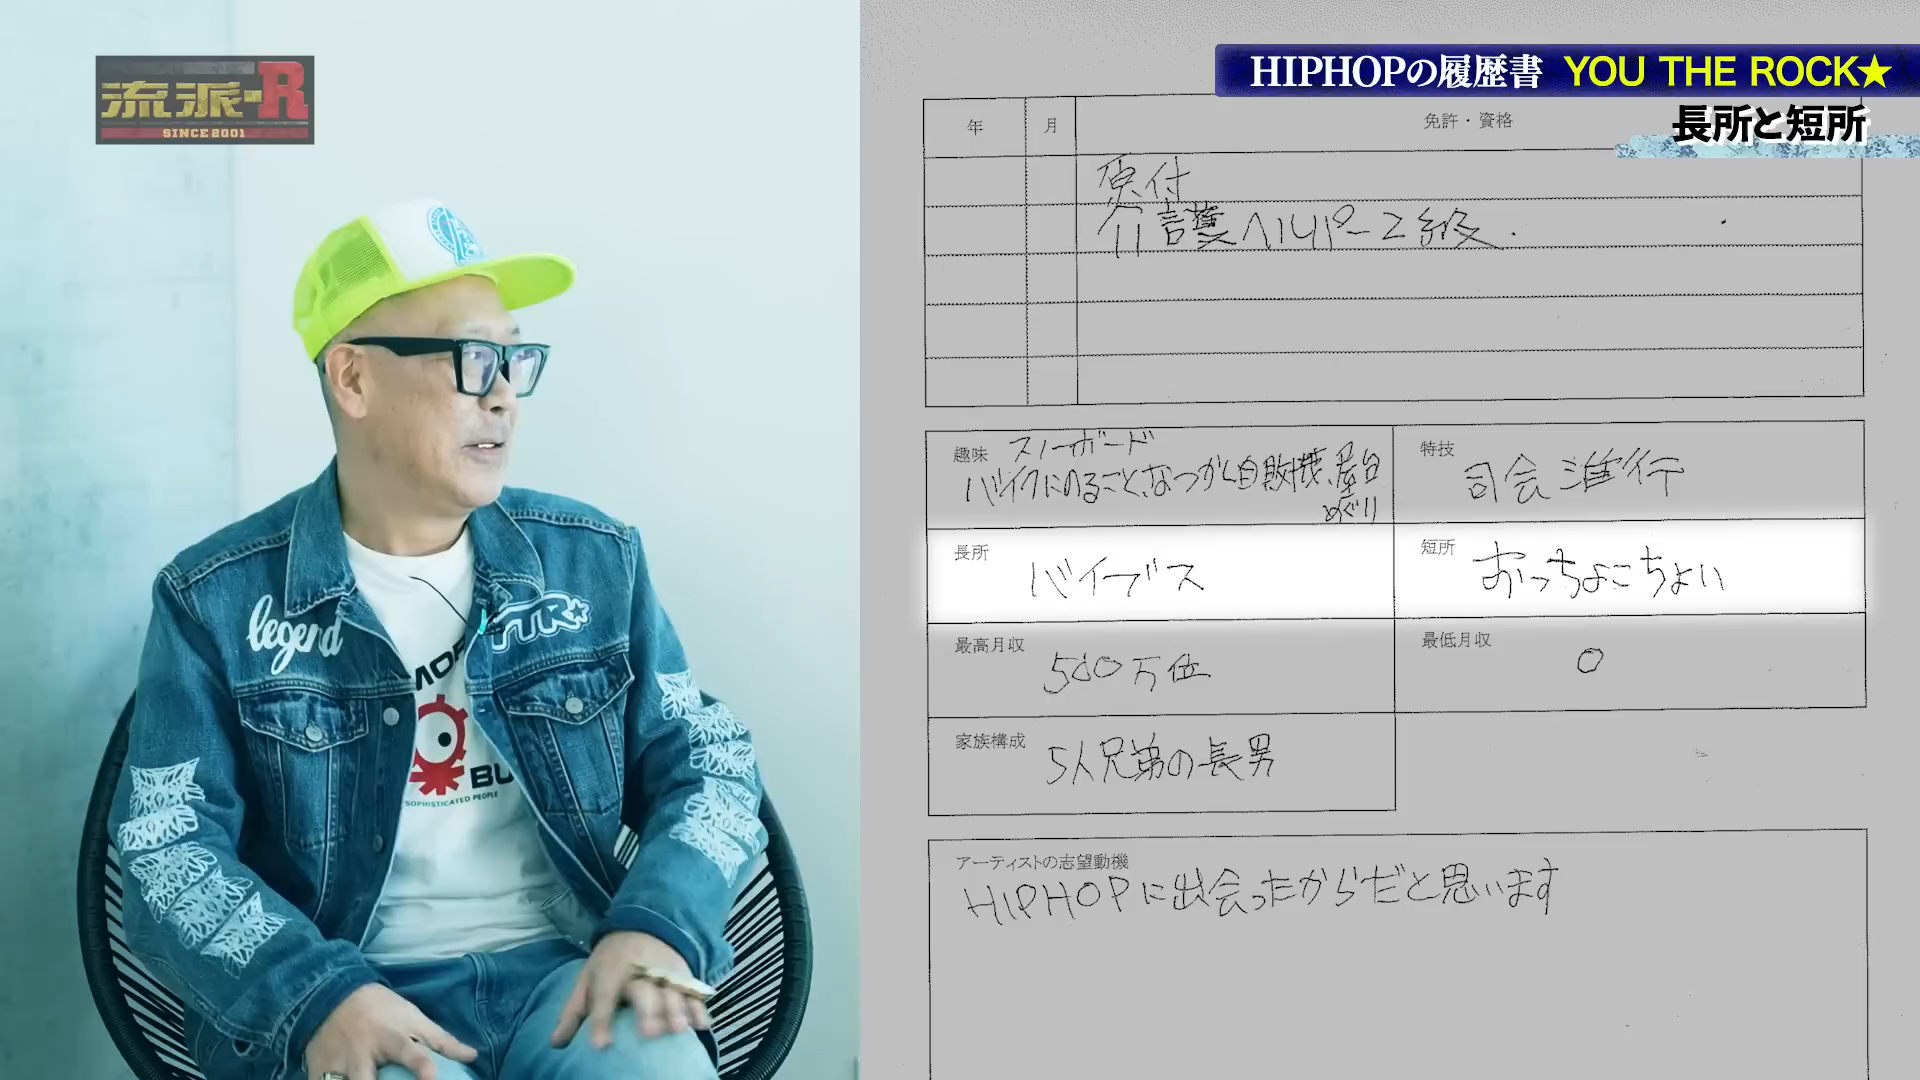 流派-R
SINCE 2001
HIPHOPの履歴書 YOU THE ROCK★
長所と短所
年 月 免許・資格
原付
介護ヘルパー2級.
趣味 スノーボード
バイクにのること、なつかし自販機、屋台
めぐり
特技 司会進行
長所 バイブス
短所 おっちょこちょい
最高月収 500万位
最低月収 0
家族構成 5人兄弟の長男
アーティストの志望動機
HIPHOPに出会ったからだと思います
legend
YTR★
MOR
BU
SOPHISTICATED PEOPLE